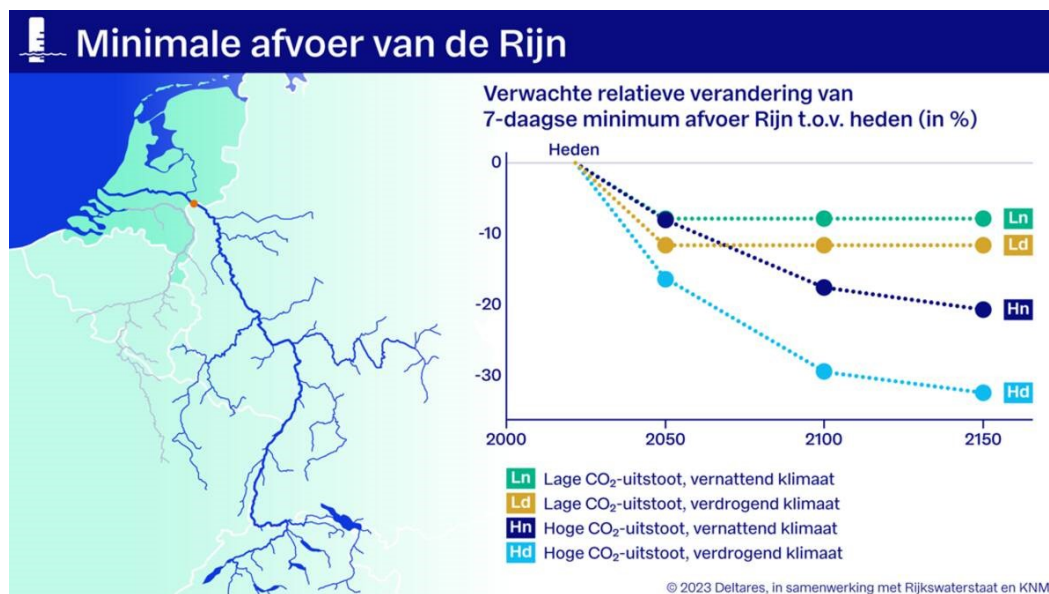 Minimale afvoer van de Rijn
Verwachte relatieve verandering van
7-daagse minimum afvoer Rijn t.o.v. heden (in %)
Heden
0
-10
-20
-30
2000
2050
2100
2150
Ln
Ld
Hn
Hd
Ln Lage CO₂-uitstoot, vernattend klimaat
Ld Lage CO₂-uitstoot, verdrogend klimaat
Hn Hoge CO₂-uitstoot, vernattend klimaat
Hd Hoge CO₂-uitstoot, verdrogend klimaat
© 2023 Deltares, in samenwerking met Rijkswaterstaat en KNM